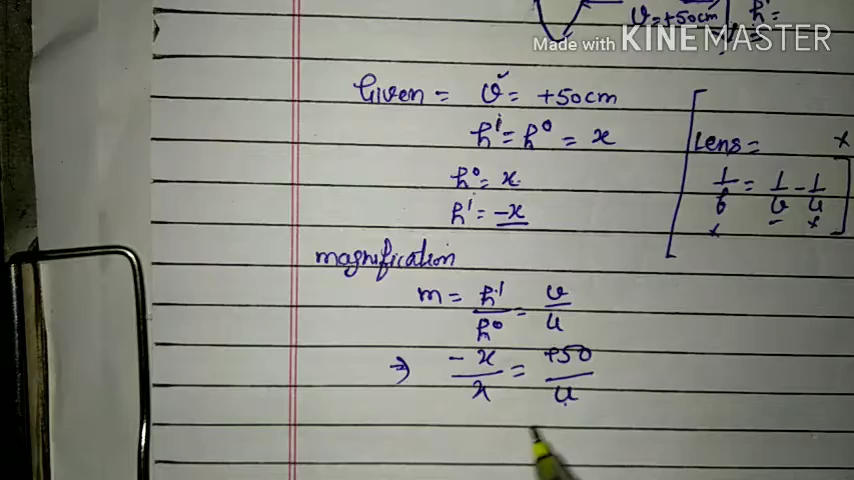 v=+50cm h'=
Made with KINEMASTER
Given = v = +50cm
h' = h° = x
h° = x
h' = -x
Lens =
1/f = 1/v - 1/u
magnification
m = h'/h° = v/u
⇒ -x/x = +50/u